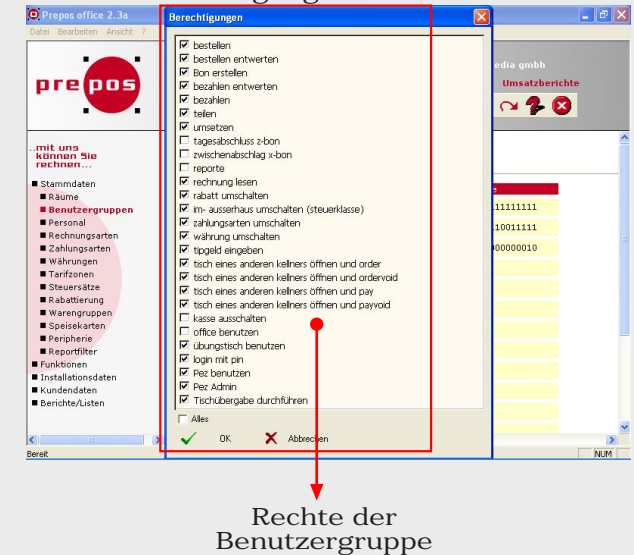 Prepos office 2.3a
Berechtigungen
Datei Bearbeiten Ansicht ?
bestellen
bestellen entwerten
Bon erstellen
bezahlen entwerten
bezahlen
teilen
umsetzen
tagesabschluss z-bon
zwischenabschlag x-bon
reporte
rechnung lesen
rabatt umschalten
im- ausserhaus umschalten (steuerklasse)
zahlungsarten umschalten
währung umschalten
tipgeld eingeben
tisch eines anderen kellners öffnen und order
tisch eines anderen kellners öffnen und ordervoid
tisch eines anderen kellners öffnen und pay
tisch eines anderen kellners öffnen und payvoid
kasse ausschalten
office benutzen
übungstisch benutzen
login mit pin
Pez benutzen
Pez Admin
Tischübergabe durchführen
Alles
OK Abbrechen
prepos
..mit uns
können Sie
rechnen...
Stammdaten
Räume
Benutzergruppen
Personal
Rechnungsarten
Zahlungsarten
Währungen
Tarifzonen
Steuersätze
Rabattierung
Warengruppen
Speisekarten
Peripherie
Reportfilter
Funktionen
Installationsdaten
Kundendaten
Berichte/Listen
edia gmbh
Umsatzberichte
Bereit
NUM
Rechte der
Benutzergruppe